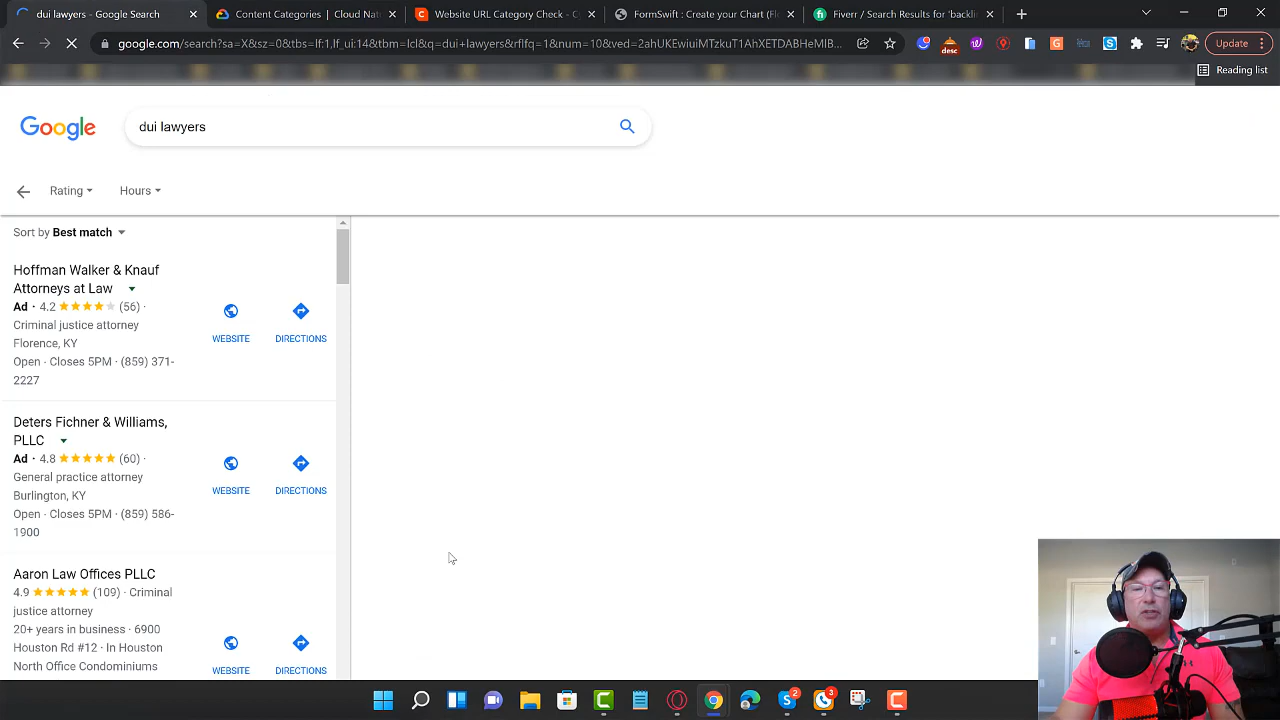 dui lawyers - Google Search
Content Categories | Cloud Nat
Website URL Category Check - C
FormSwift : Create your Chart (Flo
Fiverr / Search Results for 'backlin
google.com/search?sa=X&sz=0&tbs=lf:1,lf_ui:14&tbm=lcl&q=dui+lawyers&rflfq=1&num=10&ved=2ahUKEwiuiMTzkuT1AhXETDABHeMIB...
desc
Update
Reading list
Google
dui lawyers
Rating
Hours
Sort by Best match
Hoffman Walker & Knauf
Attorneys at Law
Ad · 4.2 (56) ·
Criminal justice attorney
Florence, KY
Open · Closes 5PM · (859) 371-
2227
WEBSITE
DIRECTIONS
Deters Fichner & Williams,
PLLC
Ad · 4.8 (60) ·
General practice attorney
Burlington, KY
Open · Closes 5PM · (859) 586-
1900
WEBSITE
DIRECTIONS
Aaron Law Offices PLLC
4.9 (109) · Criminal
justice attorney
20+ years in business · 6900
Houston Rd #12 · In Houston
North Office Condominiums
WEBSITE
DIRECTIONS
2
3